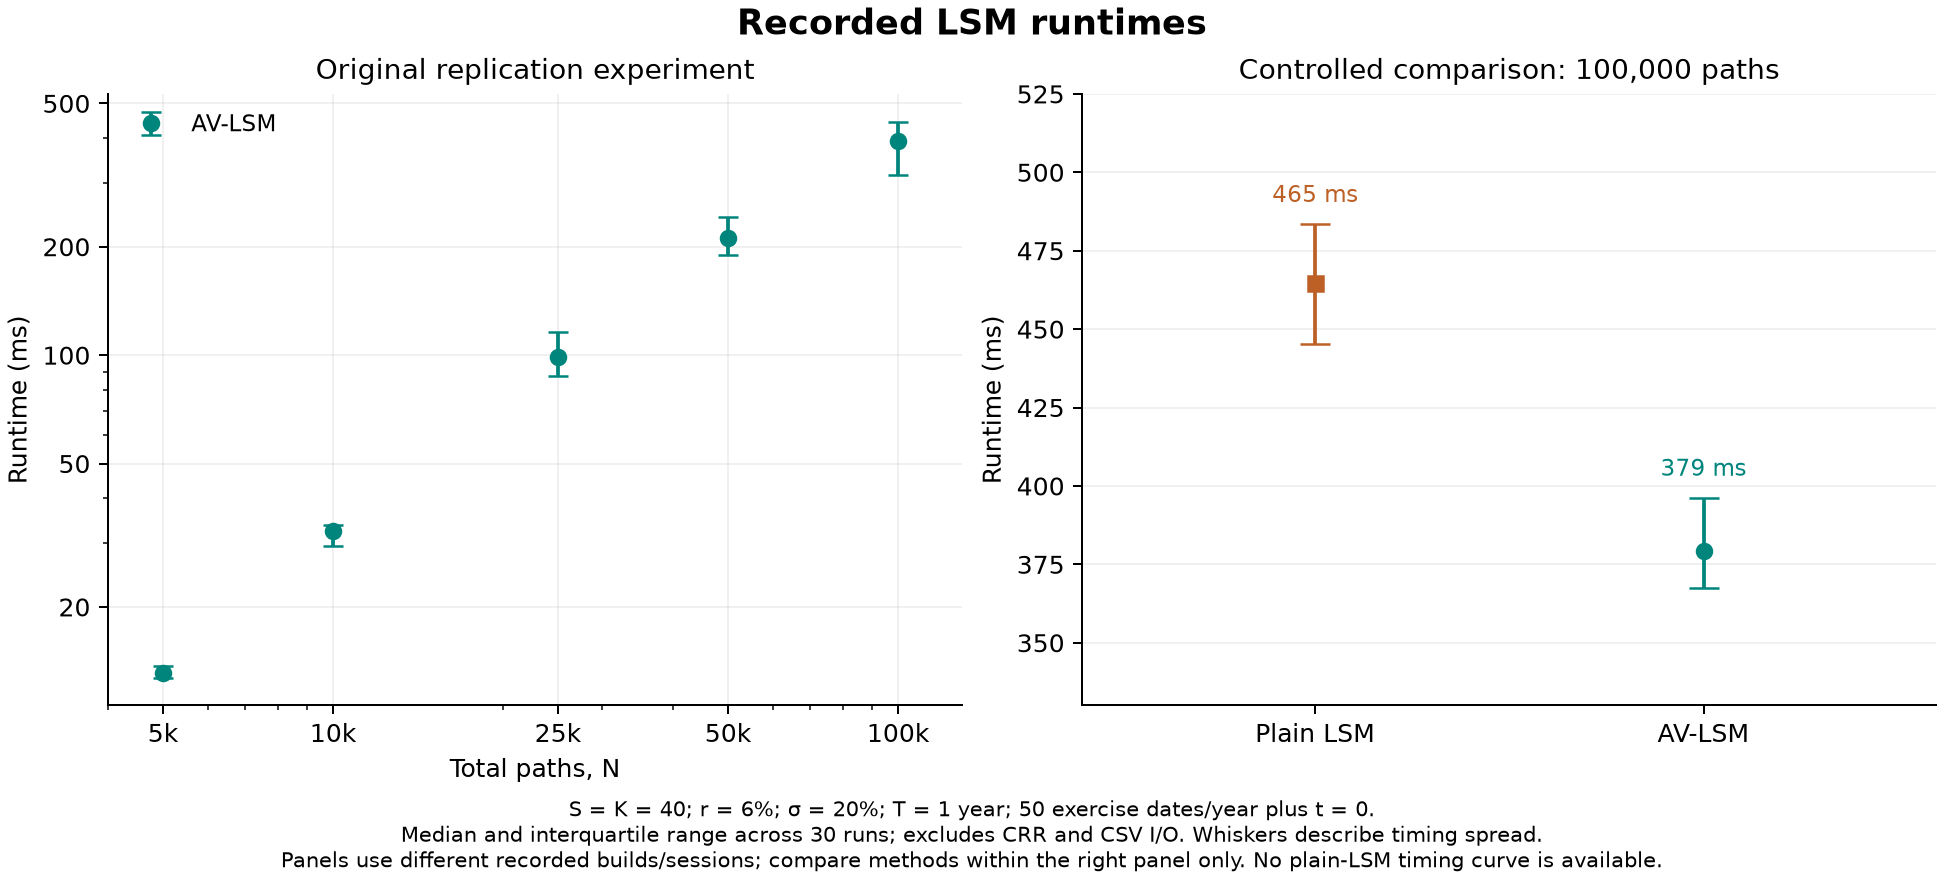 Recorded LSM runtimes
Original replication experiment
500
200
100
50
20
Runtime (ms)
AV-LSM
5k
10k
25k
50k
100k
Total paths, N
Controlled comparison: 100,000 paths
525
500
475
450
425
400
375
350
Runtime (ms)
465 ms
379 ms
Plain LSM
AV-LSM
S = K = 40; r = 6%; σ = 20%; T = 1 year; 50 exercise dates/year plus t = 0.
Median and interquartile range across 30 runs; excludes CRR and CSV I/O. Whiskers describe timing spread.
Panels use different recorded builds/sessions; compare methods within the right panel only. No plain-LSM timing curve is available.